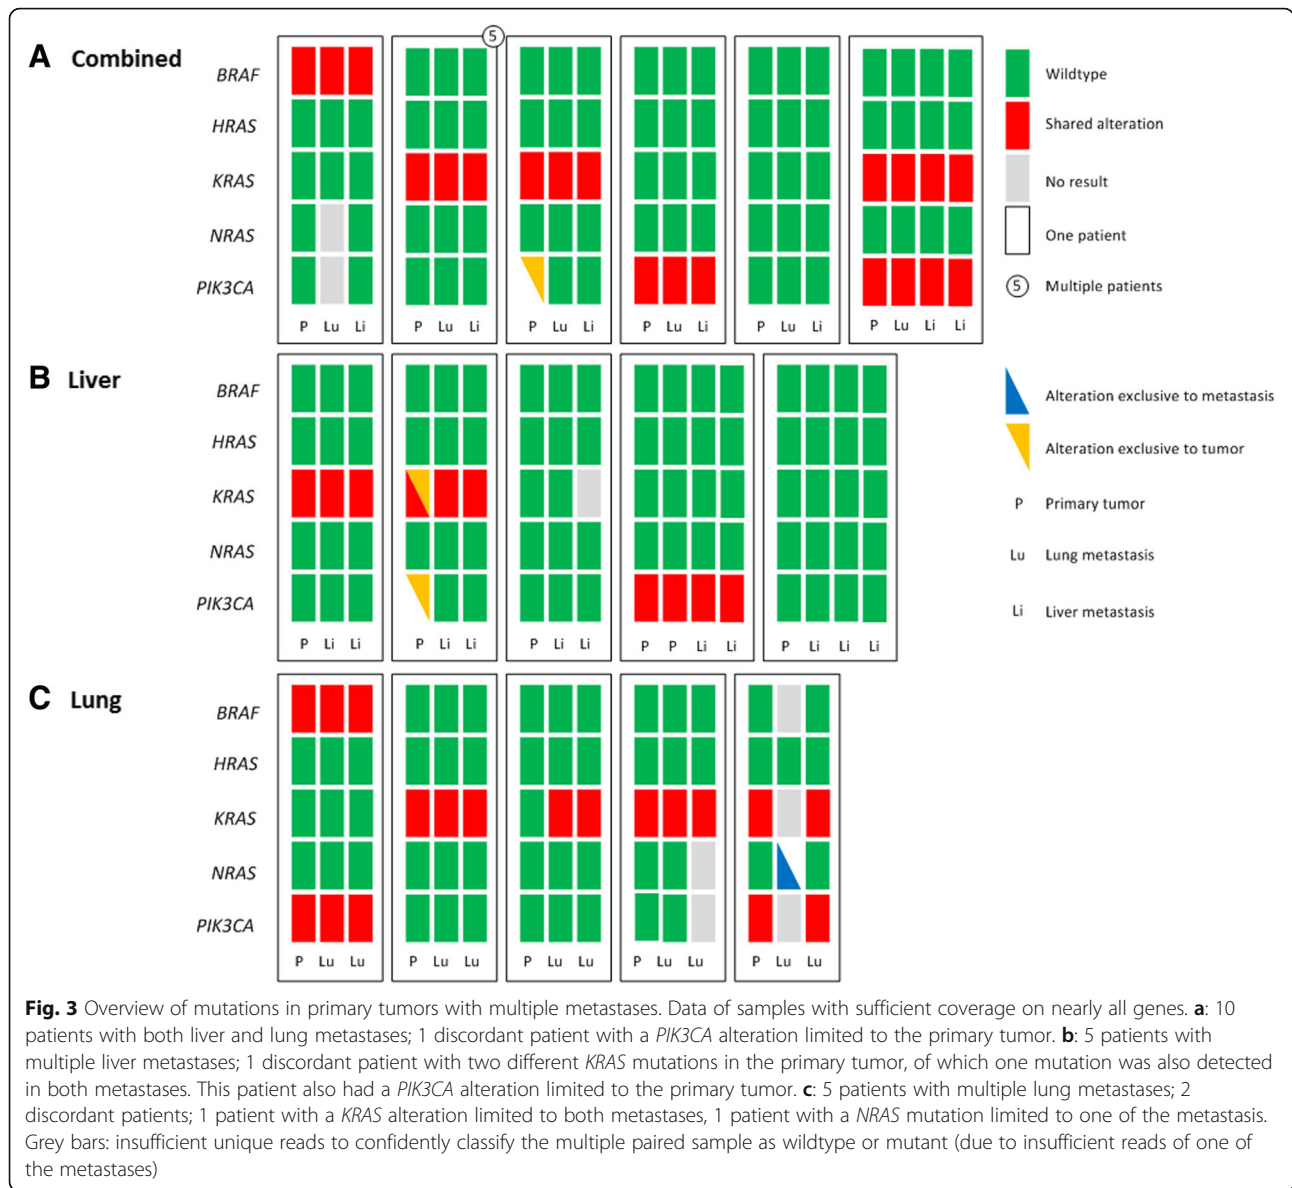 A Combined
5
BRAF
HRAS
KRAS
NRAS
PIK3CA
P Lu Li
P Lu Li
P Lu Li
P Lu Li
P Lu Li
P Lu Li Li
Wildtype
Shared alteration
No result
One patient
5 Multiple patients
B Liver
BRAF
HRAS
KRAS
NRAS
PIK3CA
P Li Li
P Li Li
P Li Li
P P Li Li
P Li Li Li
Alteration exclusive to metastasis
Alteration exclusive to tumor
P Primary tumor
Lu Lung metastasis
Li Liver metastasis
C Lung
BRAF
HRAS
KRAS
NRAS
PIK3CA
P Lu Lu
P Lu Lu
P Lu Lu
P Lu Lu
P Lu Lu
Fig. 3 Overview of mutations in primary tumors with multiple metastases. Data of samples with sufficient coverage on nearly all genes. a: 10
patients with both liver and lung metastases; 1 discordant patient with a PIK3CA alteration limited to the primary tumor. b: 5 patients with
multiple liver metastases; 1 discordant patient with two different KRAS mutations in the primary tumor, of which one mutation was also detected
in both metastases. This patient also had a PIK3CA alteration limited to the primary tumor. c: 5 patients with multiple lung metastases; 2
discordant patients; 1 patient with a KRAS alteration limited to both metastases, 1 patient with a NRAS mutation limited to one of the metastasis.
Grey bars: insufficient unique reads to confidently classify the multiple paired sample as wildtype or mutant (due to insufficient reads of one of
the metastases)